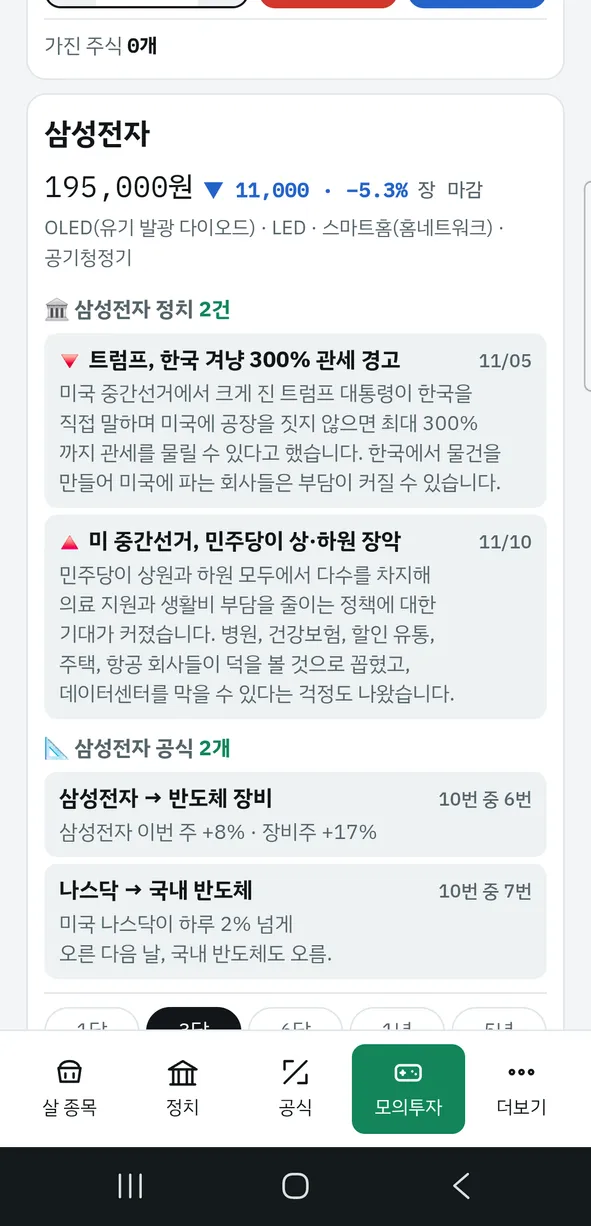 가진 주식 0개
삼성전자
195,000원 ▼ 11,000 · -5.3% 장 마감
OLED(유기 발광 다이오드) · LED · 스마트홈(홈네트워크) ·
공기청정기
삼성전자 정치 2건
트럼프, 한국 겨냥 300% 관세 경고 11/05
미국 중간선거에서 크게 진 트럼프 대통령이 한국을
직접 말하며 미국에 공장을 짓지 않으면 최대 300%
까지 관세를 물릴 수 있다고 했습니다. 한국에서 물건을
만들어 미국에 파는 회사들은 부담이 커질 수 있습니다.
미 중간선거, 민주당이 상·하원 장악 11/10
민주당이 상원과 하원 모두에서 다수를 차지해
의료 지원과 생활비 부담을 줄이는 정책에 대한
기대가 커졌습니다. 병원, 건강보험, 할인 유통,
주택, 항공 회사들이 덕을 볼 것으로 꼽혔고,
데이터센터를 막을 수 있다는 걱정도 나왔습니다.
삼성전자 공식 2개
삼성전자 → 반도체 장비 10번 중 6번
삼성전자 이번 주 +8% · 장비주 +17%
나스닥 → 국내 반도체 10번 중 7번
미국 나스닥이 하루 2% 넘게
오른 다음 날, 국내 반도체도 오름.
1달 3달 6달 1년 5년
살 종목 정치 공식 모의투자 더보기